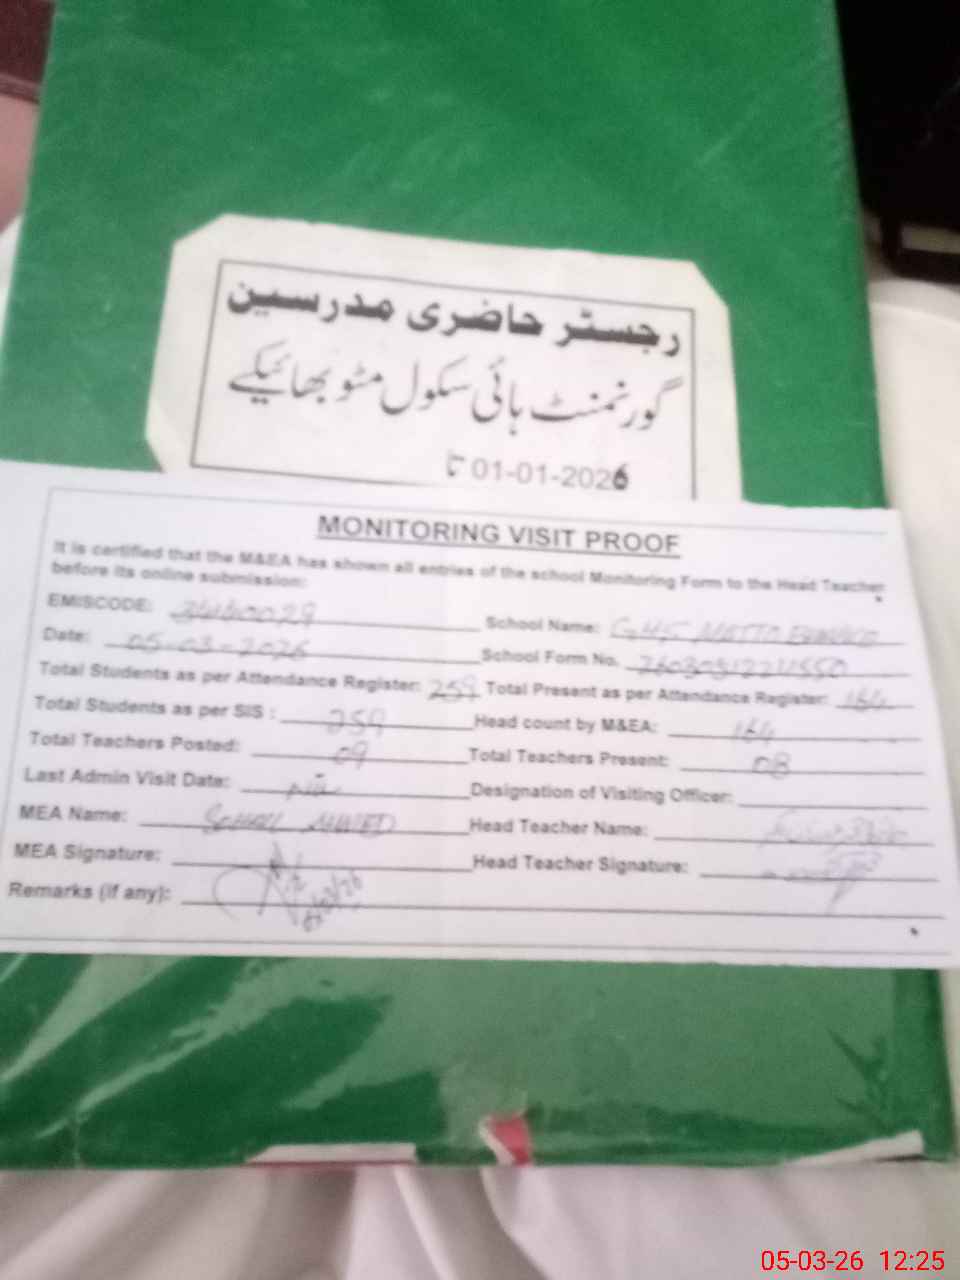 رجسٹر حاضری مدرسین
گورنمنٹ ہائی سکول مٹو بھائیکے
01-01-2026 تا
MONITORING VISIT PROOF
It is certified that the M&EA has shown all entries of the school Monitoring Form to the Head Teacher
before its online submission:
EMISCODE: School Name: GHS MATTO
Date: 05-03-2026 School Form No.
Total Students as per Attendance Register: 259 Total Present as per Attendance Register: 164
Total Students as per SIS : 259 Head count by M&EA: 164
Total Teachers Posted: 09 Total Teachers Present: 08
Last Admin Visit Date: Nil Designation of Visiting Officer:
MEA Name: Head Teacher Name:
MEA Signature: Head Teacher Signature:
Remarks (if any):
05-03-26 12:25